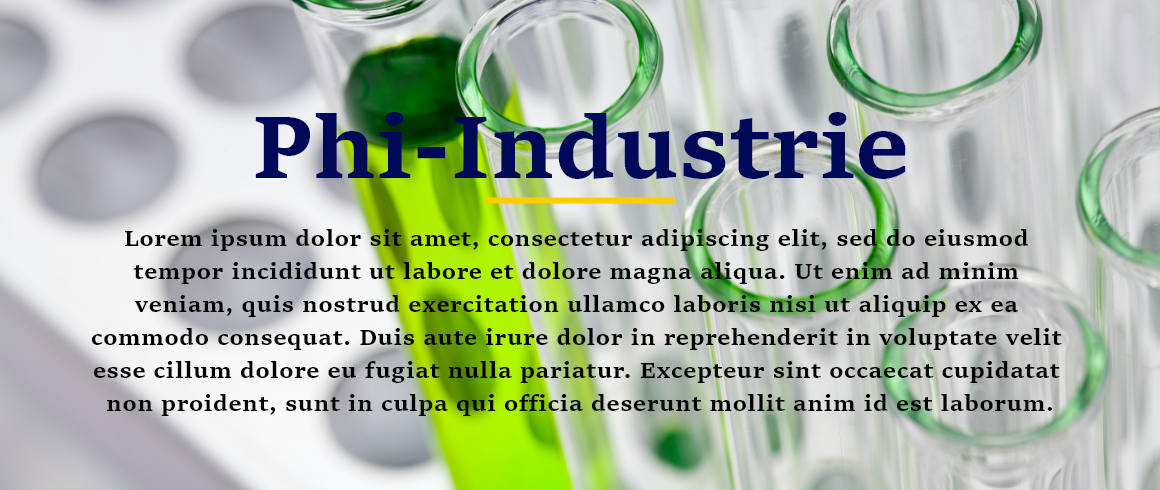 Phi-Industrie
Lorem ipsum dolor sit amet, consectetur adipiscing elit, sed do eiusmod
tempor incididunt ut labore et dolore magna aliqua. Ut enim ad minim
veniam, quis nostrud exercitation ullamco laboris nisi ut aliquip ex ea
commodo consequat. Duis aute irure dolor in reprehenderit in voluptate velit
esse cillum dolore eu fugiat nulla pariatur. Excepteur sint occaecat cupidatat
non proident, sunt in culpa qui officia deserunt mollit anim id est laborum.